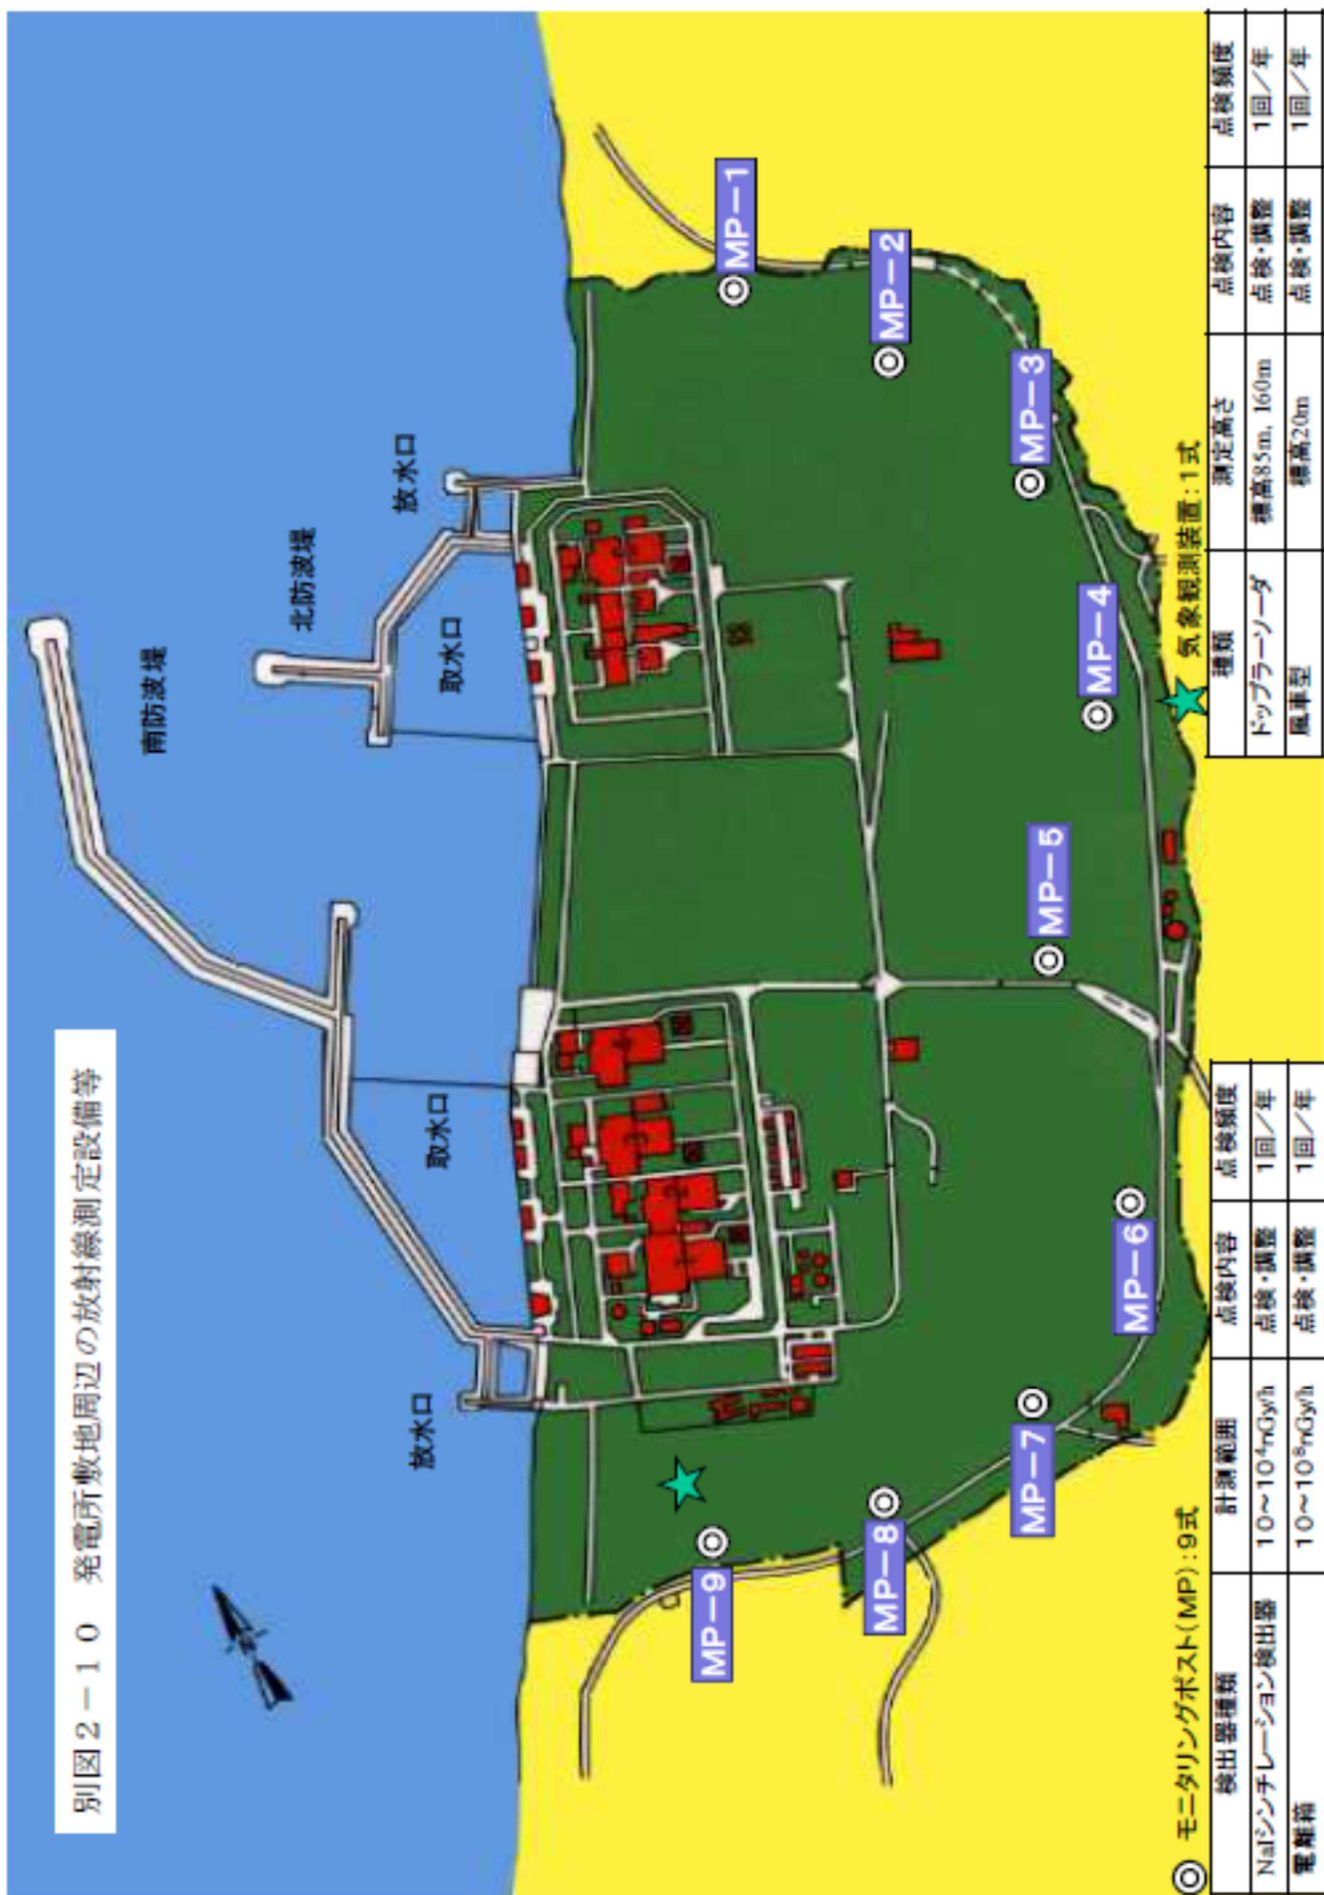 別図2-10 発電所敷地周辺の放射線測定設備等
南防波堤
北防波堤
放水口
取水口
取水口
放水口
MP-1
MP-2
MP-3
MP-4
MP-5
MP-6
MP-7
MP-8
MP-9
モニタリングポスト(MP):9式
検出器種類 計測範囲 点検内容 点検頻度
NaIシンチレーション検出器 10~10⁴nGy/h 点検・調整 1回/年
電離箱 10~10⁸nGy/h 点検・調整 1回/年
気象観測装置:1式
種類 測定高さ 点検内容 点検頻度
ドップラーソーダ 標高85m, 160m 点検・調整 1回/年
風車型 標高20m 点検・調整 1回/年